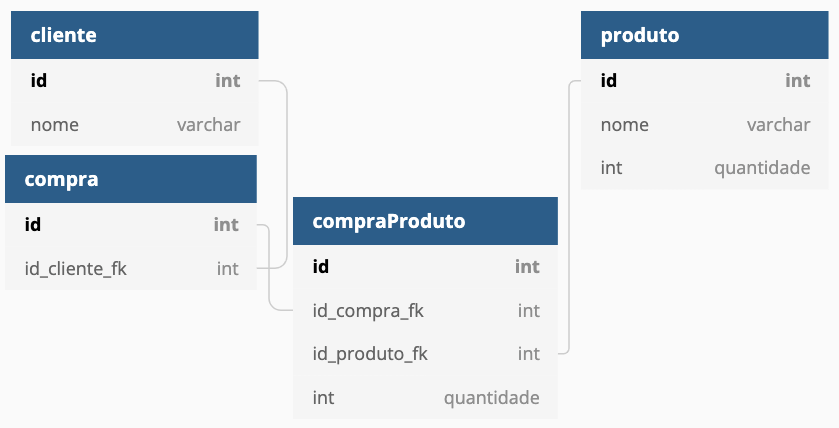 cliente
id int
nome varchar
compra
id int
id_cliente_fk int
compraProduto
id int
id_compra_fk int
id_produto_fk int
int quantidade
produto
id int
nome varchar
int quantidade